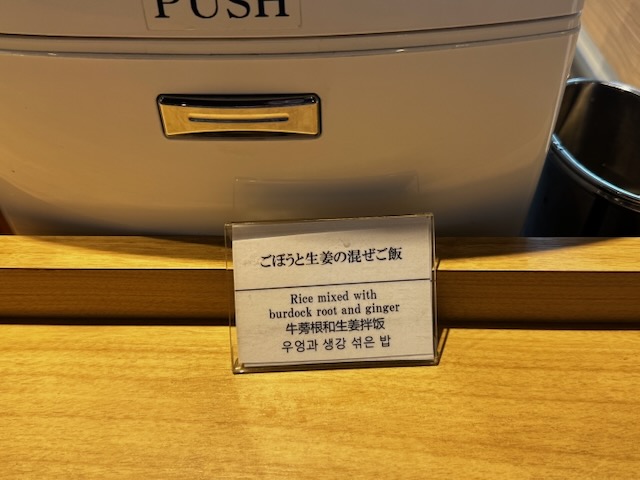 PUSH
ごぼうと生姜の混ぜご飯
Rice mixed with
burdock root and ginger
牛蒡根和生姜拌饭
우엉과 생강 섞은 밥